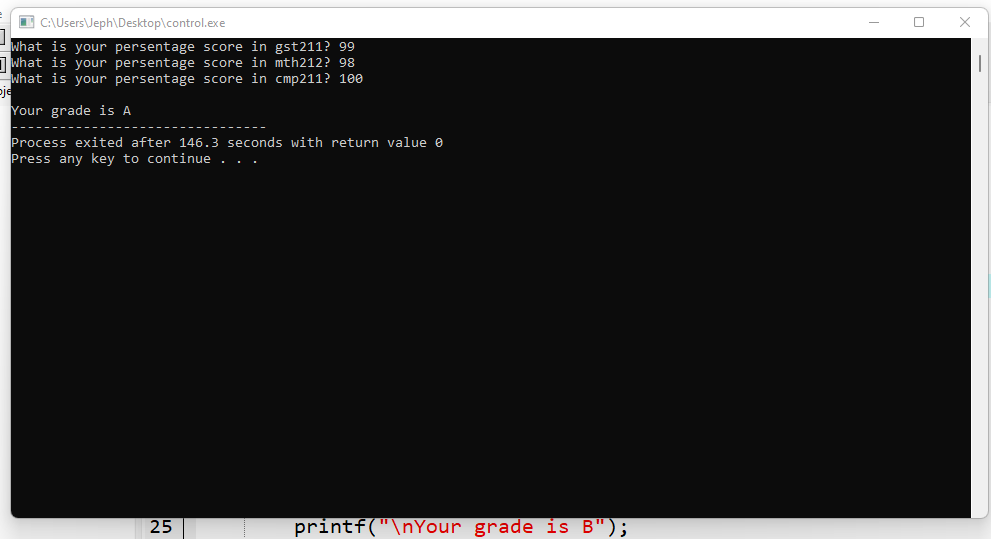 C:\Users\Jeph\Desktop\control.exe
What is your persentage score in gst211? 99
What is your persentage score in mth212? 98
What is your persentage score in cmp211? 100
Your grade is A
--------------------------------
Process exited after 146.3 seconds with return value 0
Press any key to continue . . .
25 printf("\nYour grade is B");